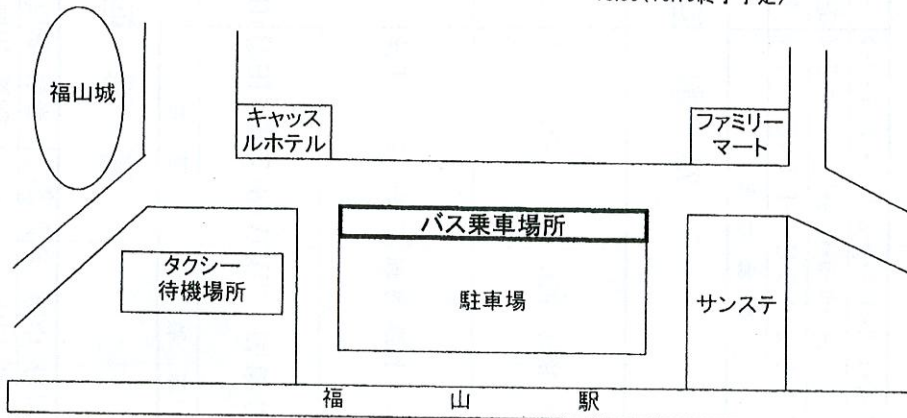 福山城
キャッス
ルホテル
ファミリー
マート
バス乗車場所
タクシー
待機場所
駐車場
サンステ
福山駅